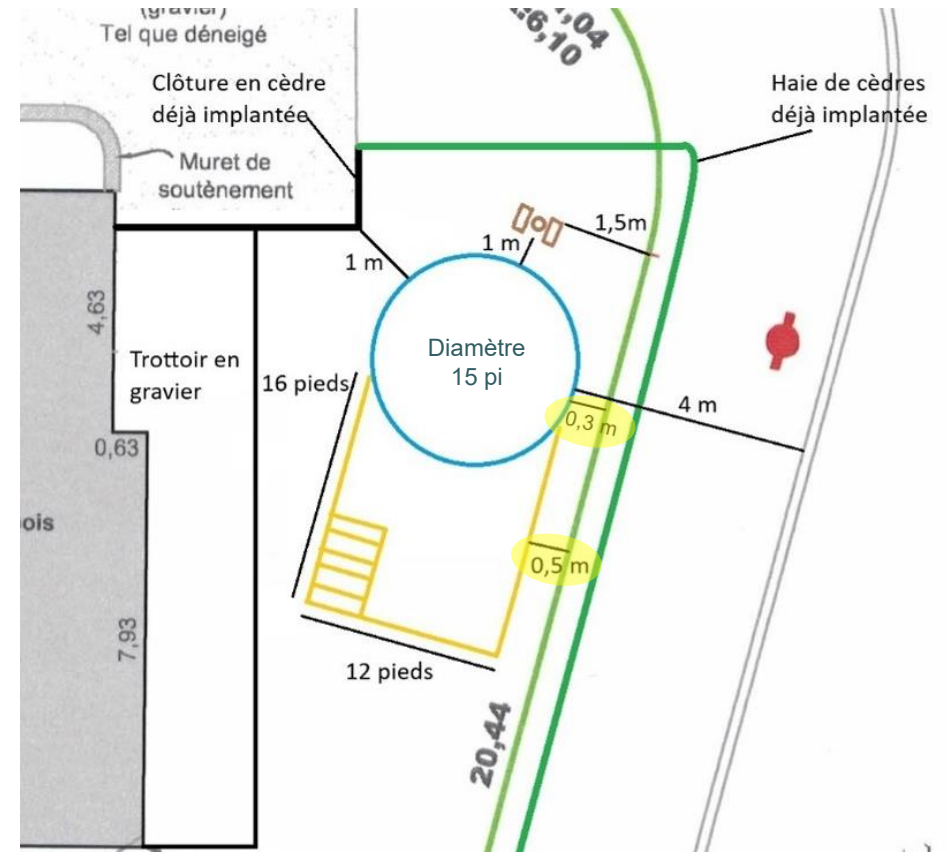 (gravier)
Tel que déneigé
,04
6,10
Clôture en cèdre
déjà implantée
Haie de cèdres
déjà implantée
Muret de
soutènement
1,5m
1 m
1 m
4,63
Diamètre
15 pi
Trottoir en
gravier
16 pieds
4 m
0,3 m
0,63
ois
0,5 m
7,93
12 pieds
20,44